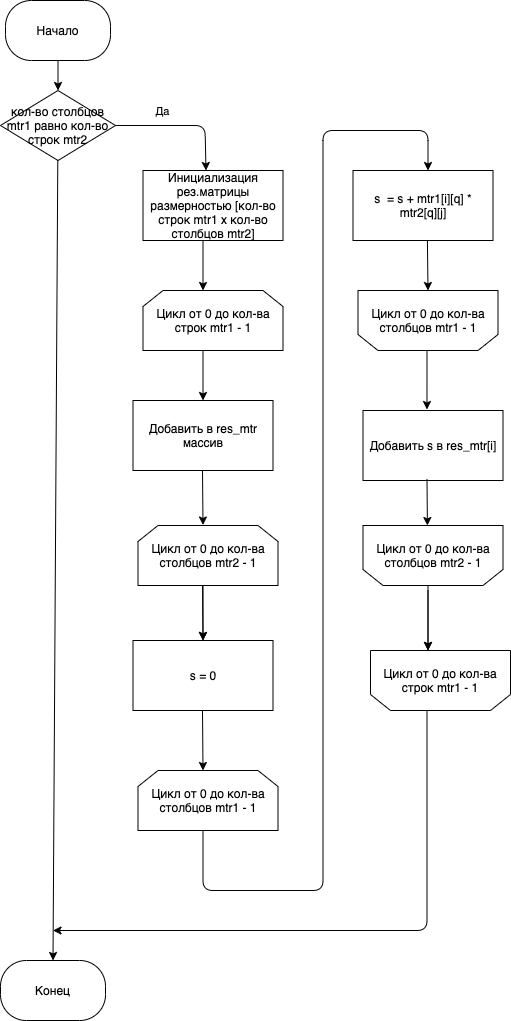 Начало
кол-во столбцов
mtr1 равно кол-во
строк mtr2
Да
Инициализация
рез.матрицы
размерностью [кол-во
строк mtr1 x кол-во
столбцов mtr2]
Цикл от 0 до кол-ва
строк mtr1 - 1
Добавить в res_mtr
массив
Цикл от 0 до кол-ва
столбцов mtr2 - 1
s = 0
Цикл от 0 до кол-ва
столбцов mtr1 - 1
s = s + mtr1[i][q] *
mtr2[q][j]
Цикл от 0 до кол-ва
столбцов mtr1 - 1
Добавить s в res_mtr[i]
Цикл от 0 до кол-ва
столбцов mtr2 - 1
Цикл от 0 до кол-ва
строк mtr1 - 1
Конец